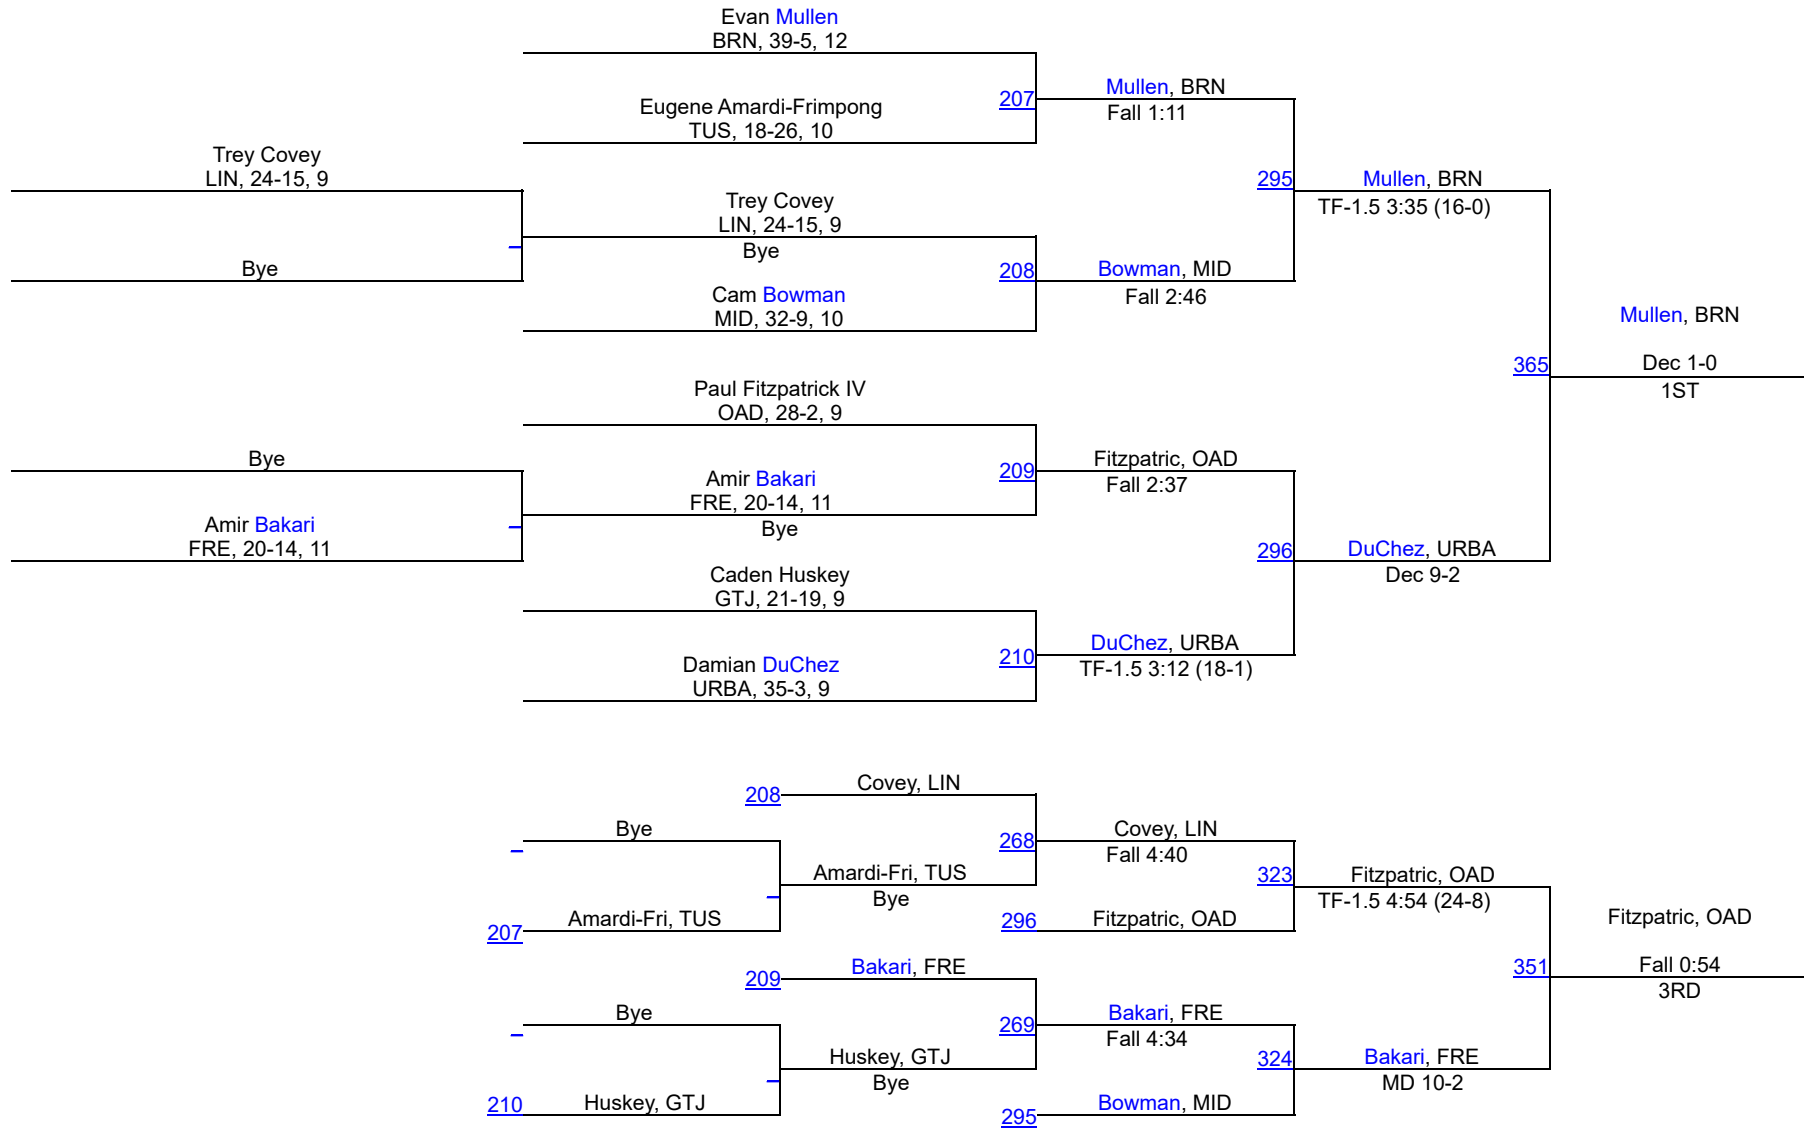 Evan Mullen
BRN, 39-5, 12
207
Mullen, BRN
Fall 1:11
Eugene Amardi-Frimpong
TUS, 18-26, 10
Trey Covey
LIN, 24-15, 9
295
Mullen, BRN
TF-1.5 3:35 (16-0)
Trey Covey
LIN, 24-15, 9
Bye
Bye
208
Bowman, MID
Fall 2:46
Cam Bowman
MID, 32-9, 10
Mullen, BRN
365
Dec 1-0
1ST
Paul Fitzpatrick IV
OAD, 28-2, 9
Bye
209
Fitzpatric, OAD
Fall 2:37
Amir Bakari
FRE, 20-14, 11
Bye
Amir Bakari
FRE, 20-14, 11
296
DuChez, URBA
Dec 9-2
Caden Huskey
GTJ, 21-19, 9
210
DuChez, URBA
TF-1.5 3:12 (18-1)
Damian DuChez
URBA, 35-3, 9
208
Covey, LIN
Bye
268
Covey, LIN
Fall 4:40
Amardi-Fri, TUS
Bye
323
Fitzpatric, OAD
TF-1.5 4:54 (24-8)
207
Amardi-Fri, TUS
296
Fitzpatric, OAD
Fitzpatric, OAD
209
Bakari, FRE
351
Fall 0:54
3RD
Bye
269
Bakari, FRE
Fall 4:34
Huskey, GTJ
Bye
324
Bakari, FRE
MD 10-2
210
Huskey, GTJ
295
Bowman, MID